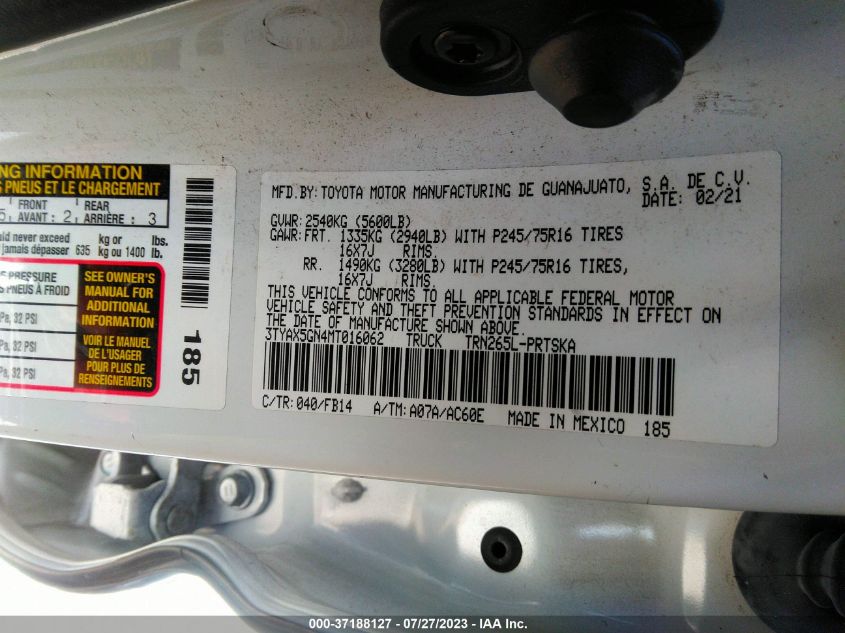 NG INFORMATION
S PNEUS ET LE CHARGEMENT
FRONT REAR
5, AVANT : 2, ARRIÈRE : 3
uld never exceed kg or lbs.
jamais dépasser 635 kg ou 1400 lb.
PRESSURE
S PNEUS À FROID
Pa, 32 PSI
Pa, 32 PSI
Pa, 32 PSI
SEE OWNER'S
MANUAL FOR
ADDITIONAL
INFORMATION
VOIR LE MANUEL
DE L'USAGER
POUR PLUS DE
RENSEIGNEMENTS
185
MFD.BY:TOYOTA MOTOR MANUFACTURING DE GUANAJUATO, S.A. DE C.V.
DATE: 02/21
GVWR:2540KG (5600LB)
GAWR:FRT. 1335KG (2940LB) WITH P245/75R16 TIRES
16X7J RIMS.
RR. 1490KG (3280LB) WITH P245/75R16 TIRES,
16X7J RIMS.
THIS VEHICLE CONFORMS TO ALL APPLICABLE FEDERAL MOTOR
VEHICLE SAFETY AND THEFT PREVENTION STANDARDS IN EFFECT ON
THE DATE OF MANUFACTURE SHOWN ABOVE.
3TYAX5GN4MT016062 TRUCK TRN265L-PRTSKA
C/TR: 040/FB14 A/TM: A07A/AC60E MADE IN MEXICO 185
000-37188127 / 07/27/2023 - © IAA Inc.